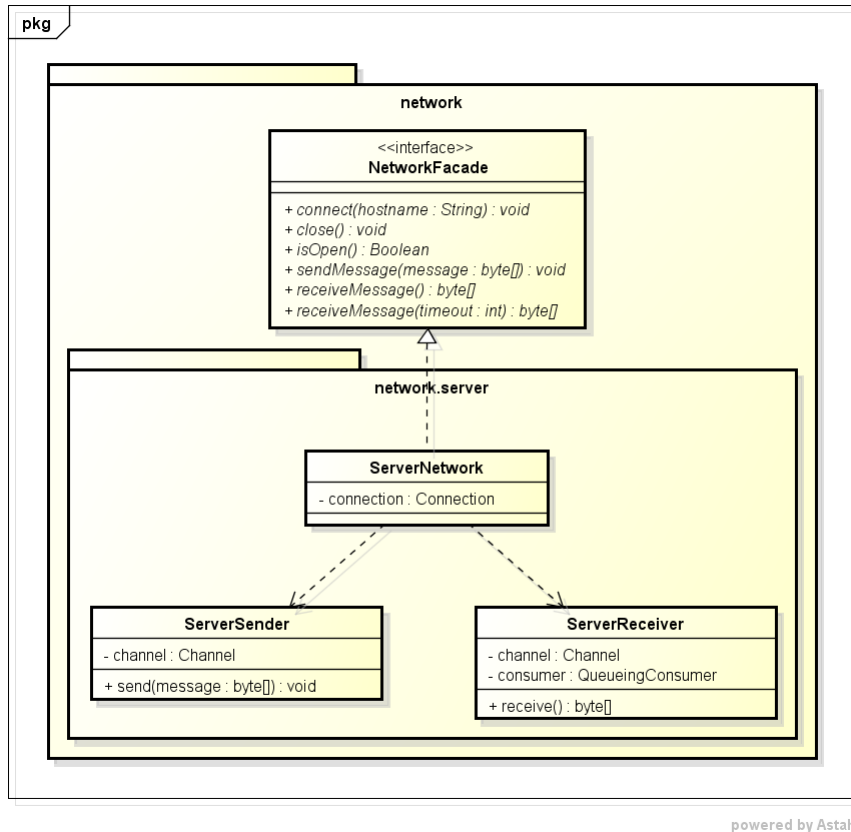 pkg
network
<<interface>>
NetworkFacade
+ connect(hostname : String) : void
+ close() : void
+ isOpen() : Boolean
+ sendMessage(message : byte[]) : void
+ receiveMessage() : byte[]
+ receiveMessage(timeout : int) : byte[]
network.server
ServerNetwork
- connection : Connection
ServerSender
- channel : Channel
+ send(message : byte[]) : void
ServerReceiver
- channel : Channel
- consumer : QueueingConsumer
+ receive() : byte[]
powered by Astah